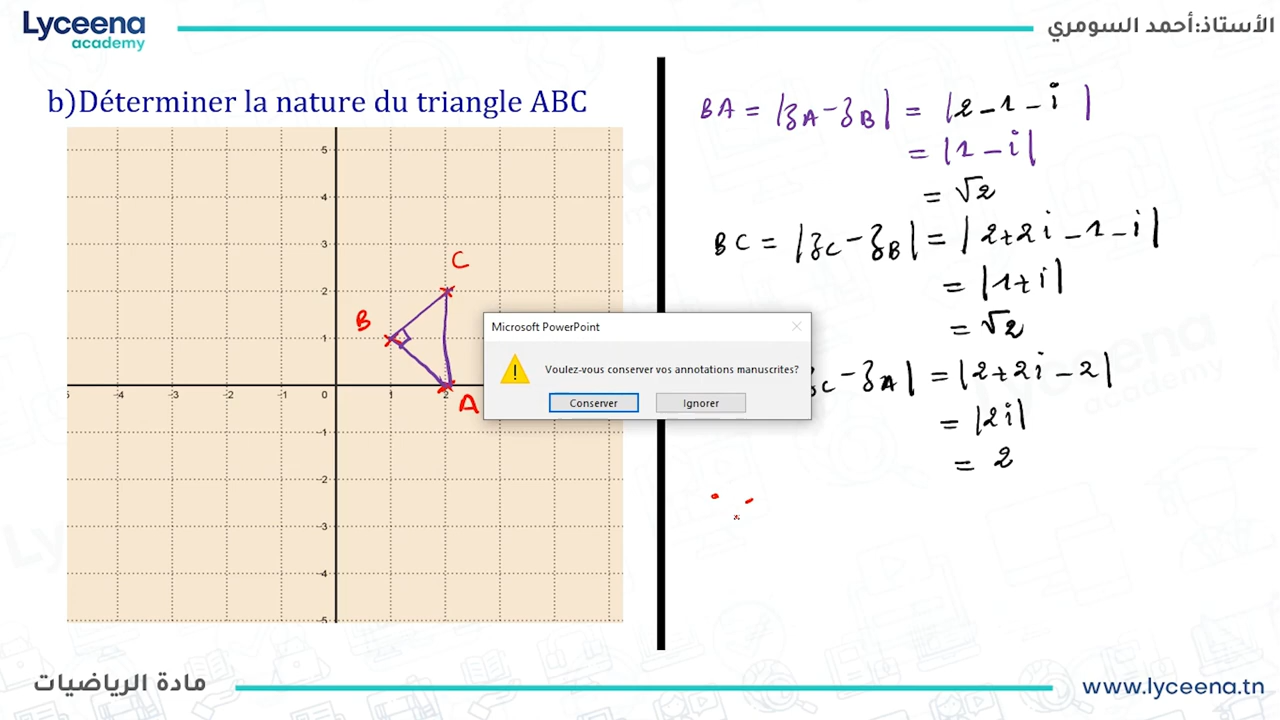 Lyceena
academy
الأستاذ:أحمد السومري
b)Déterminer la nature du triangle ABC
5
4
3
2
1
0
-1
-2
-3
-4
5
-4
-3
-2
-1
0
1
2
C
B
A
BA = |zA - zB| = |2 - 1 - i|
= |1 - i|
= √2
BC = |zC - zB| = |2+2i - 1 - i|
= |1+i|
= √2
C - zA| = |2+2i - 2|
= |2i|
= 2
Microsoft PowerPoint
Voulez-vous conserver vos annotations manuscrites?
Conserver
Ignorer
مادة الرياضيات
www.lyceena.tn